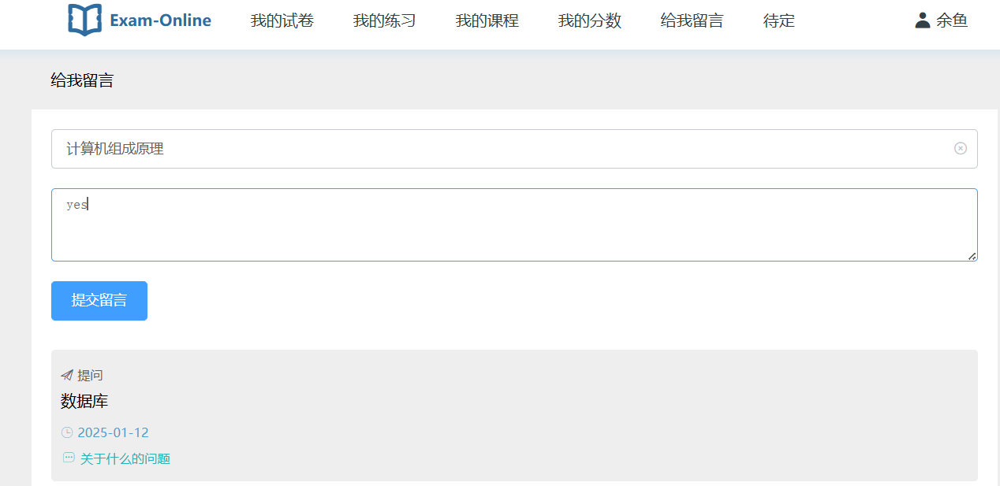 Exam-Online 我的试卷 我的练习 我的课程 我的分数 给我留言 待定 余鱼
给我留言
计算机组成原理
yes
提交留言
提问
数据库
2025-01-12
关于什么的问题